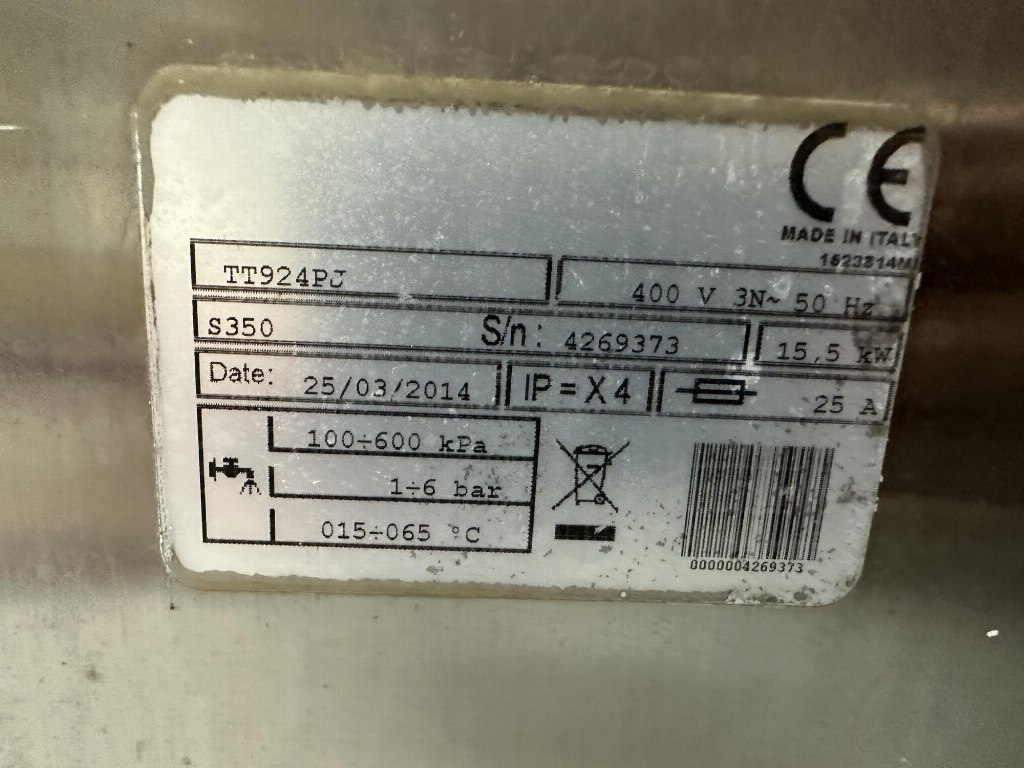 CE
MADE IN ITALY
TT924PJ
400 V 3N~ 50 Hz
S350
S/n: 4269373
15,5 kW
Date: 25/03/2014
IP=X4
25 A
100÷600 kPa
1÷6 bar
015÷065 °C
0000004269373